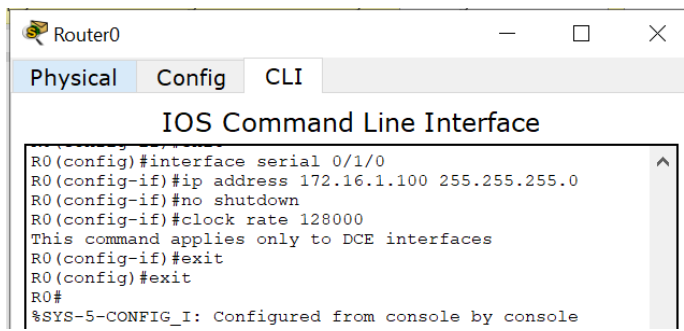 Router0
Physical Config CLI
IOS Command Line Interface
R0(config)#interface serial 0/1/0
R0(config-if)#ip address 172.16.1.100 255.255.255.0
R0(config-if)#no shutdown
R0(config-if)#clock rate 128000
This command applies only to DCE interfaces
R0(config-if)#exit
R0(config)#exit
R0#
%SYS-5-CONFIG_I: Configured from console by console